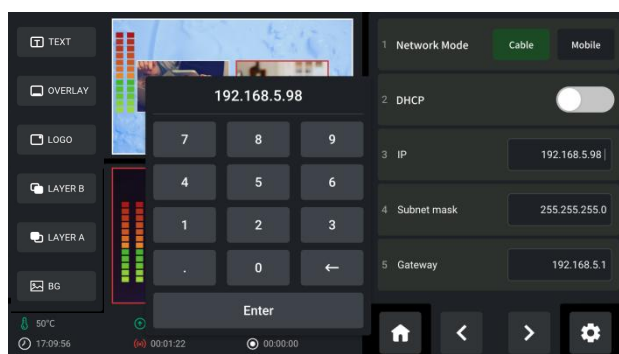 TEXT
OVERLAY
LOGO
LAYER B
LAYER A
BG
50°C
17:09:56
00:01:22
00:00:00
192.168.5.98
7 8 9
4 5 6
1 2 3
. 0 ←
Enter
1 Network Mode Cable Mobile
2 DHCP
3 IP 192.168.5.98
4 Subnet mask 255.255.255.0
5 Gateway 192.168.5.1